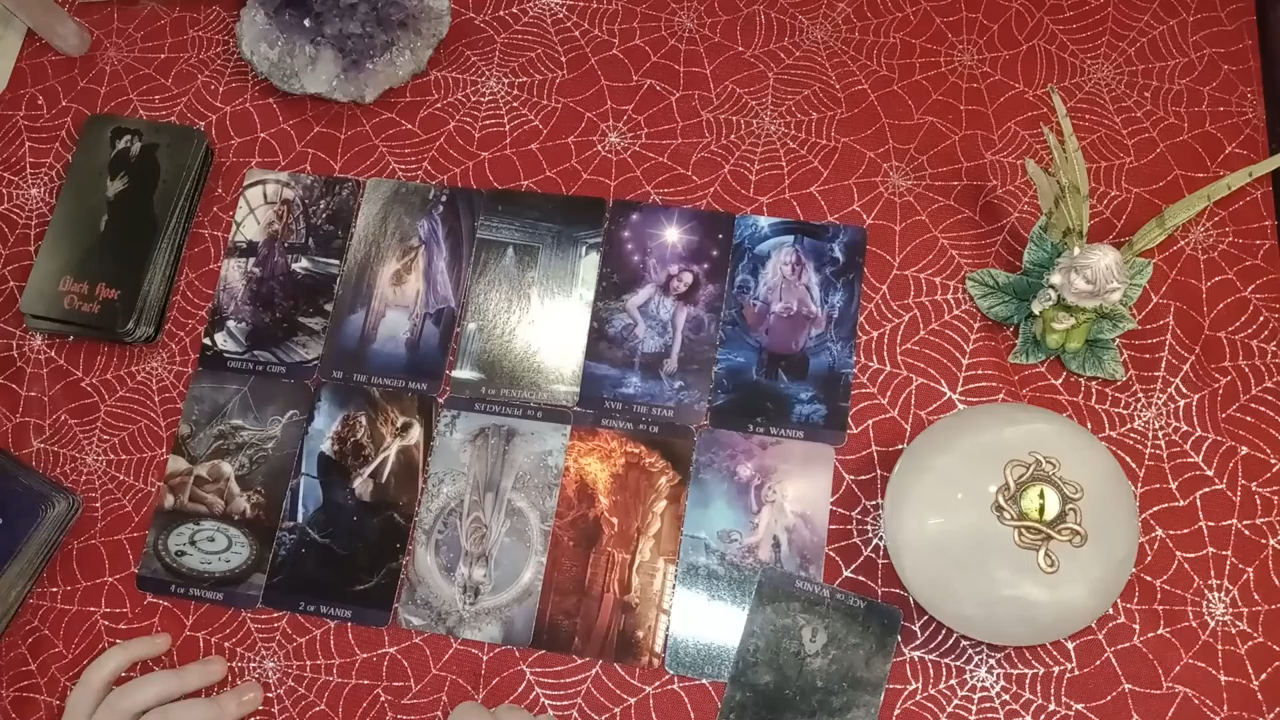 Black Rose
Oracle
QUEEN OF CUPS
XII - THE HANGED MAN
4 OF PENTACLES
XVII - THE STAR
3 OF WANDS
4 OF SWORDS
2 OF WANDS
9 OF PENTACLES
10 OF WANDS
ACE OF WANDS